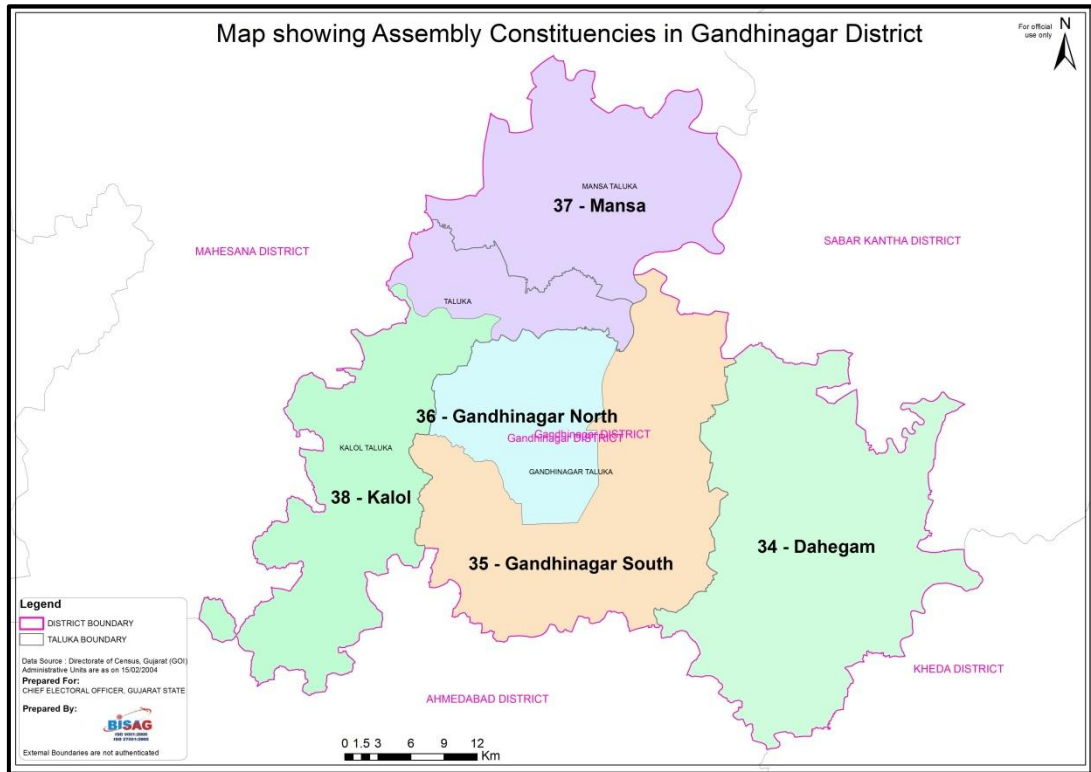 Map showing Assembly Constituencies in Gandhinagar District
For official
use only
N
MANSA TALUKA
37 - Mansa
MAHESANA DISTRICT
SABAR KANTHA DISTRICT
TALUKA
36 - Gandhinagar North
Gandhinagar DISTRICT
Gandhinagar DISTRICT
KALOL TALUKA
GANDHINAGAR TALUKA
38 - Kalol
34 - Dahegam
35 - Gandhinagar South
KHEDA DISTRICT
AHMEDABAD DISTRICT
Legend
DISTRICT BOUNDARY
TALUKA BOUNDARY
Data Source : Directorate of Census, Gujarat (GOI)
Administrative Units are as on 15/02/2004
Prepared For:
CHIEF ELECTORAL OFFICER, GUJARAT STATE
Prepared By:
BISAG
External Boundaries are not authenticated
0 1.5 3 6 9 12
Km